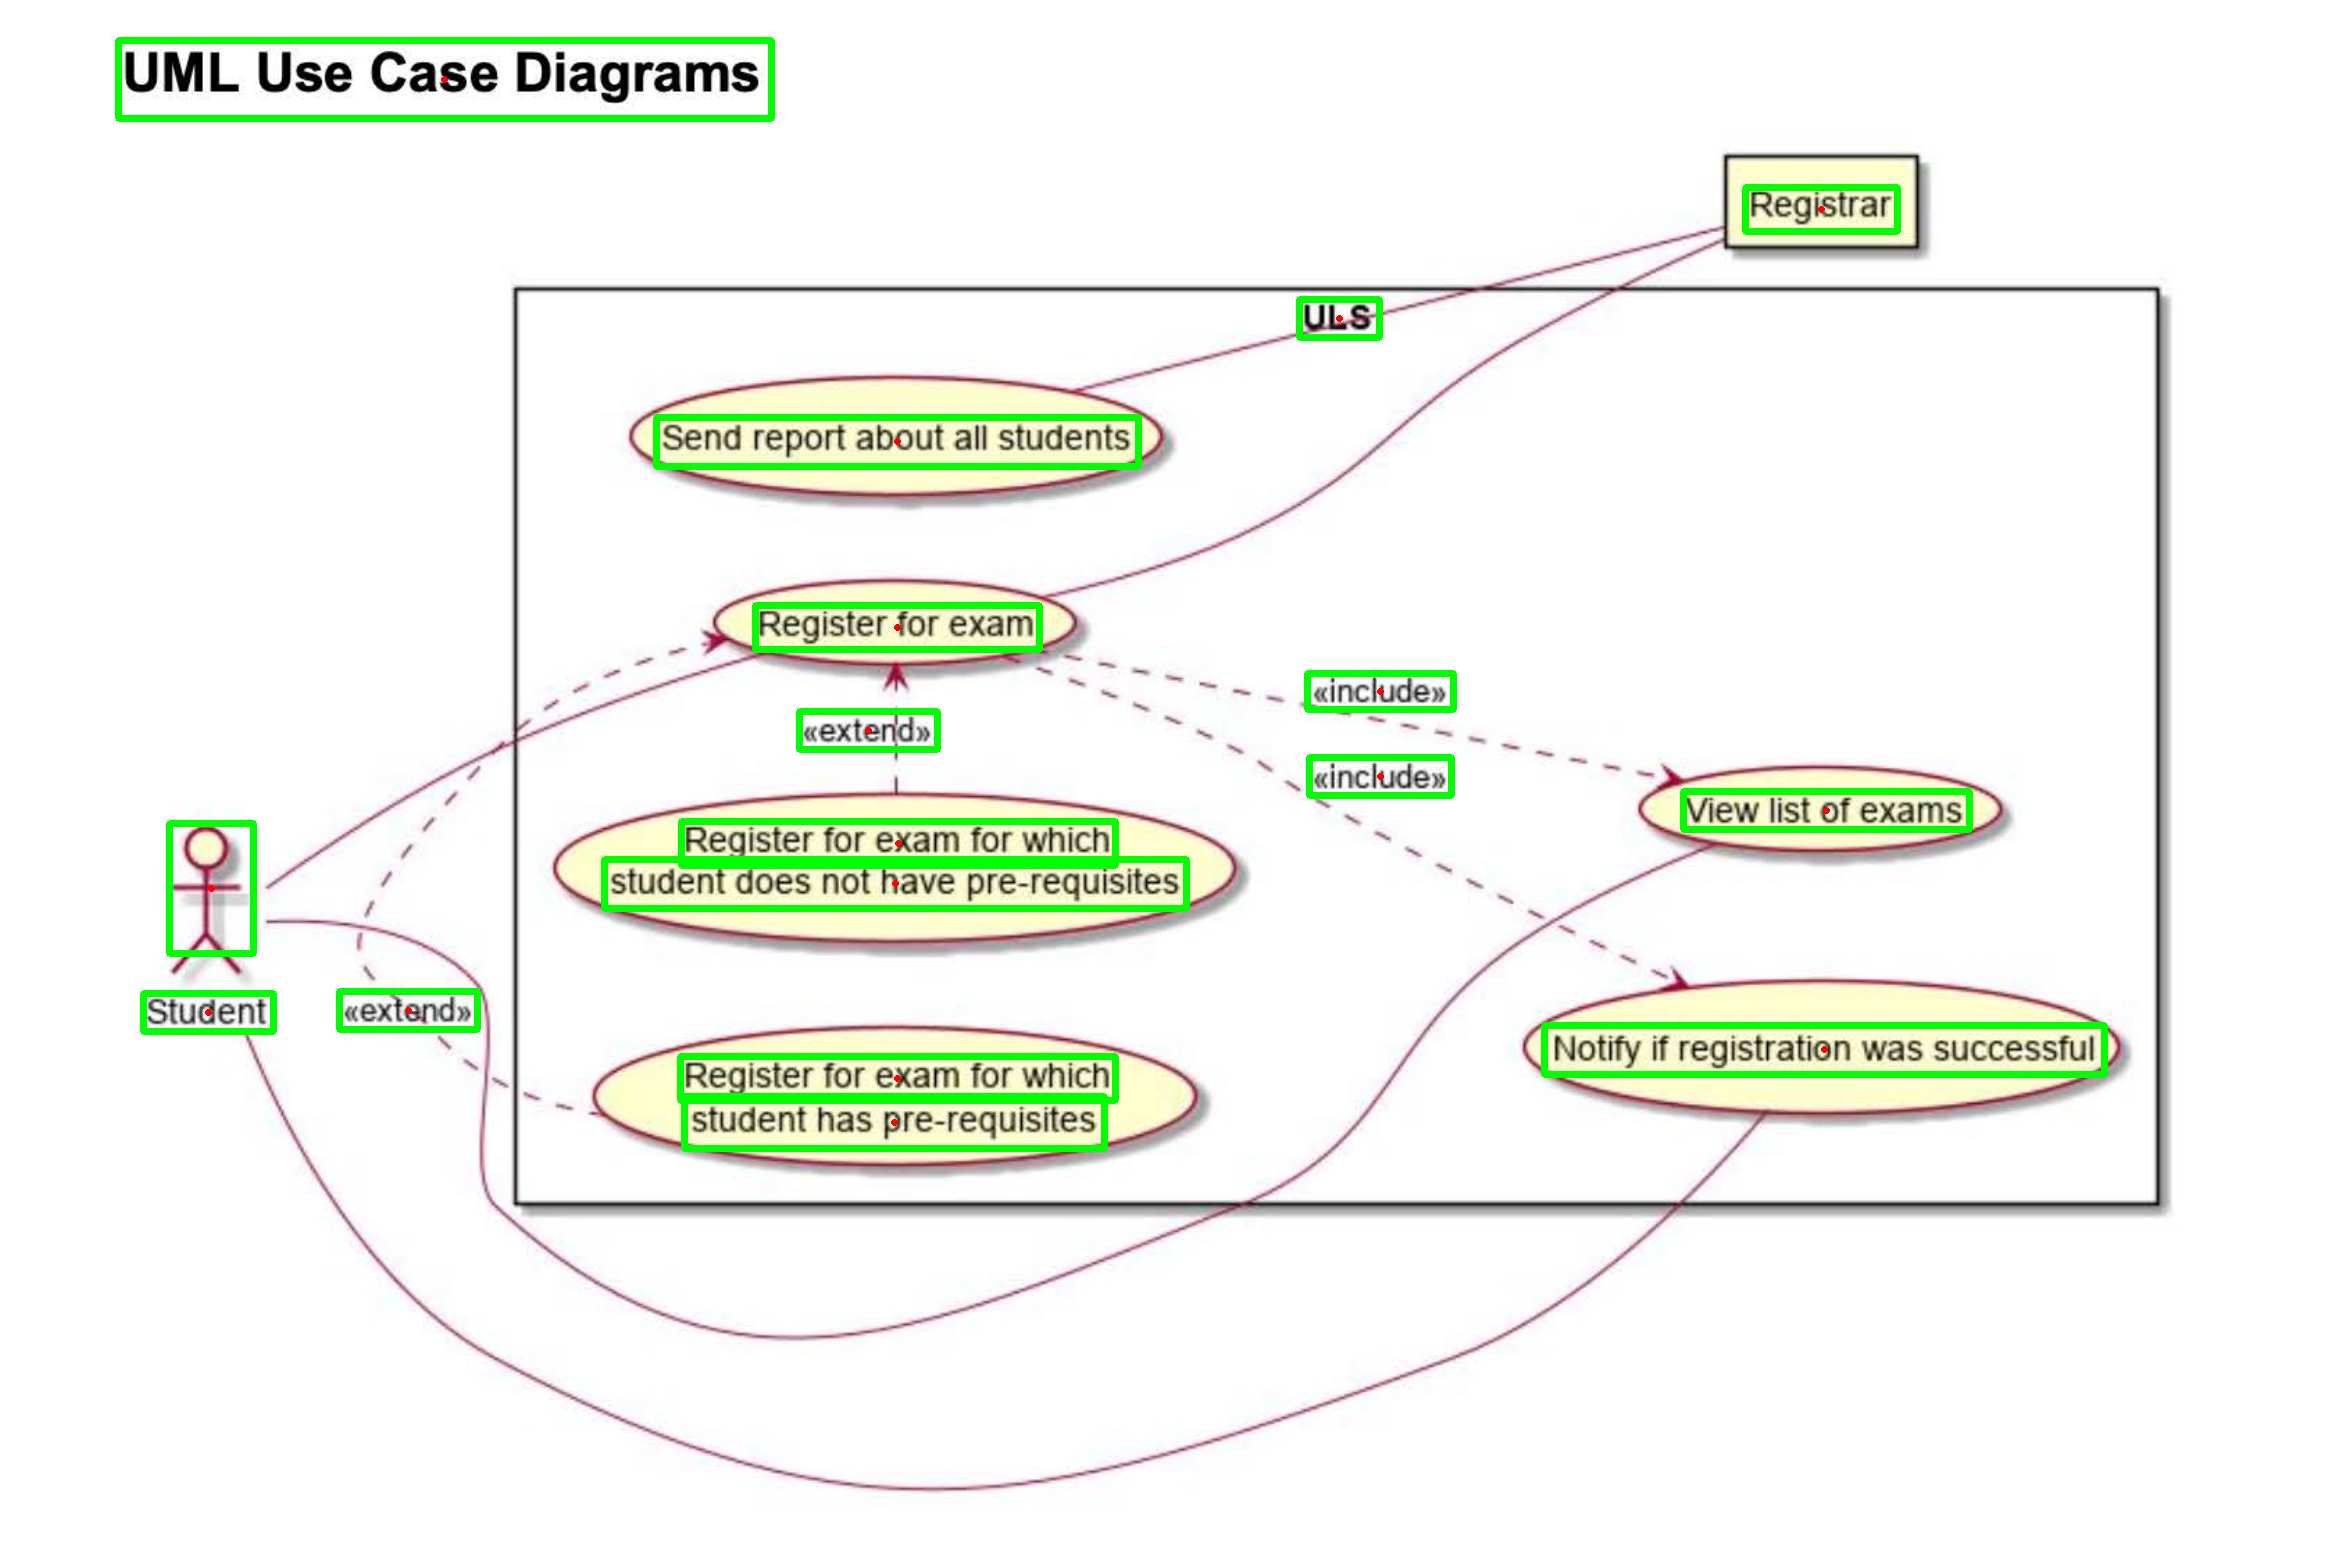 UML Use Case Diagrams
Registrar
ULS
Send report about all students
Register for exam
«include»
«extend»
«include»
View list of exams
Register for exam for which
student does not have pre-requisites
Student
«extend»
Notify if registration was successful
Register for exam for which
student has pre-requisites